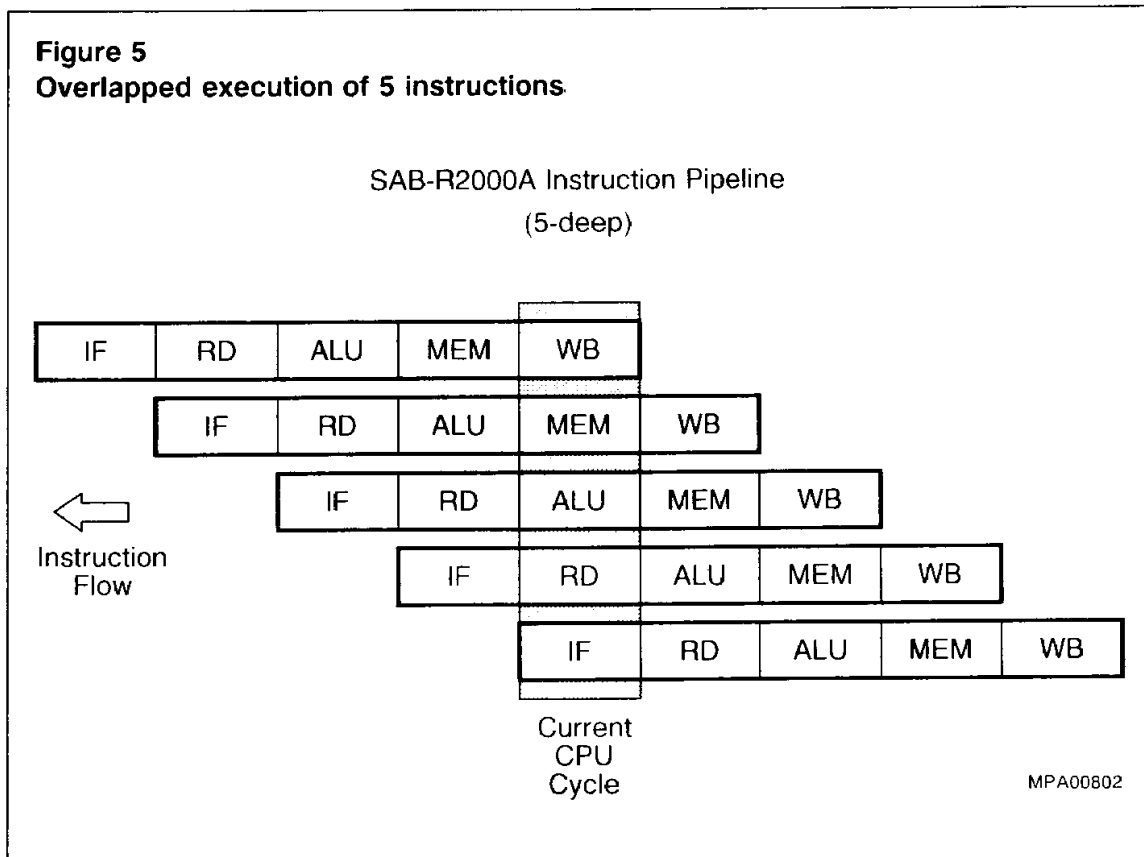 Figure 5
Overlapped execution of 5 instructions
SAB-R2000A Instruction Pipeline
(5-deep)
IF RD ALU MEM WB
IF RD ALU MEM WB
IF RD ALU MEM WB
Instruction
Flow
IF RD ALU MEM WB
IF RD ALU MEM WB
Current
CPU
Cycle
MPA00802